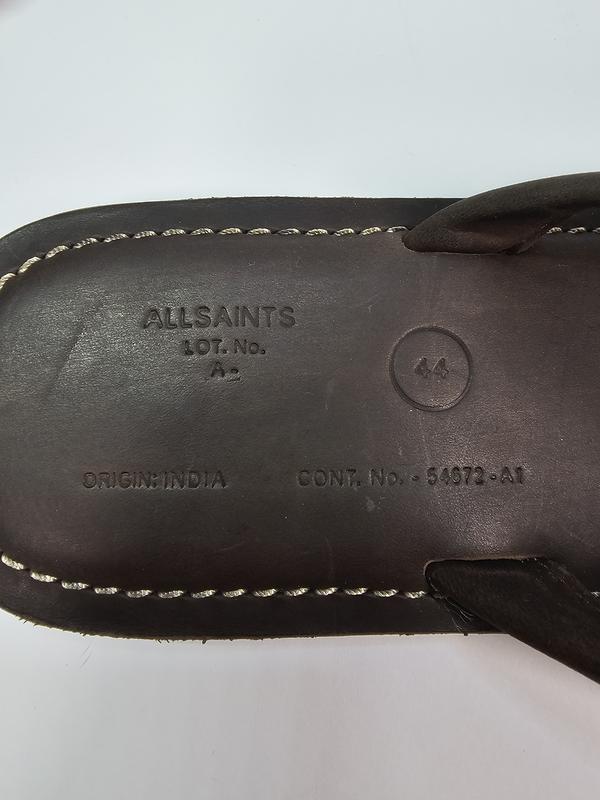 ALLSAINTS
LOT. No.
A-
44
ORIGIN: INDIA
CONT. No. - 54672 - A1